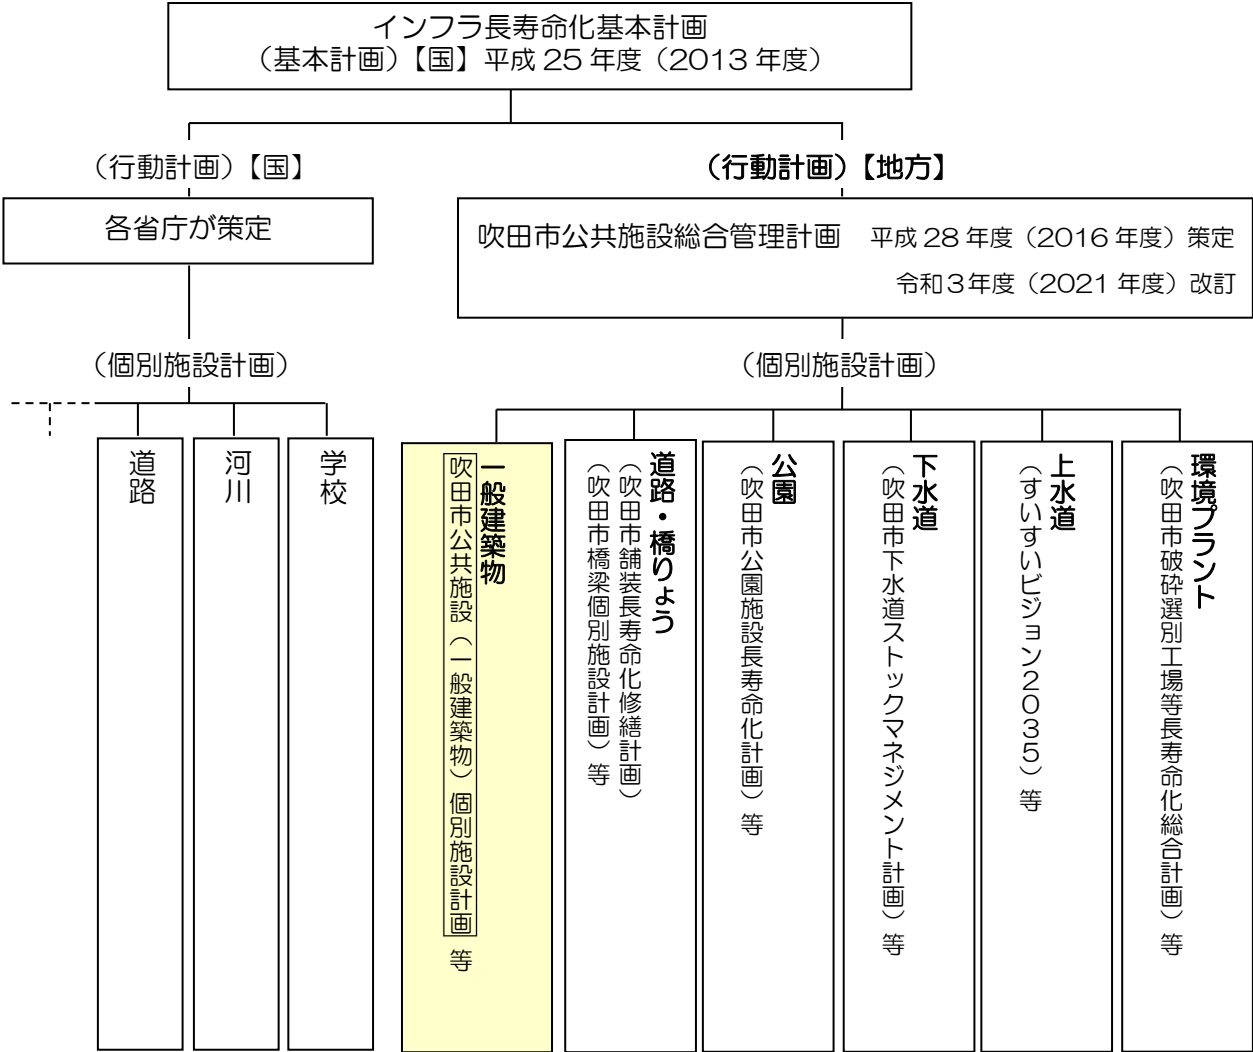 インフラ長寿命化基本計画
(基本計画)【国】平成25年度(2013年度)
(行動計画)【国】
各省庁が策定
(行動計画)【地方】
吹田市公共施設総合管理計画 平成28年度(2016年度)策定
令和3年度(2021年度)改訂
(個別施設計画)
道路
河川
学校
(個別施設計画)
一般建築物
吹田市公共施設(一般建築物)個別施設計画 等
道路・橋りょう
(吹田市舗装長寿命化修繕計画)
(吹田市橋梁個別施設計画)等
公園
(吹田市公園施設長寿命化計画)等
下水道
(吹田市下水道ストックマネジメント計画)等
上水道
(すいすいビジョン2035)等
環境プラント
(吹田市破砕選別工場等長寿命化総合計画)等